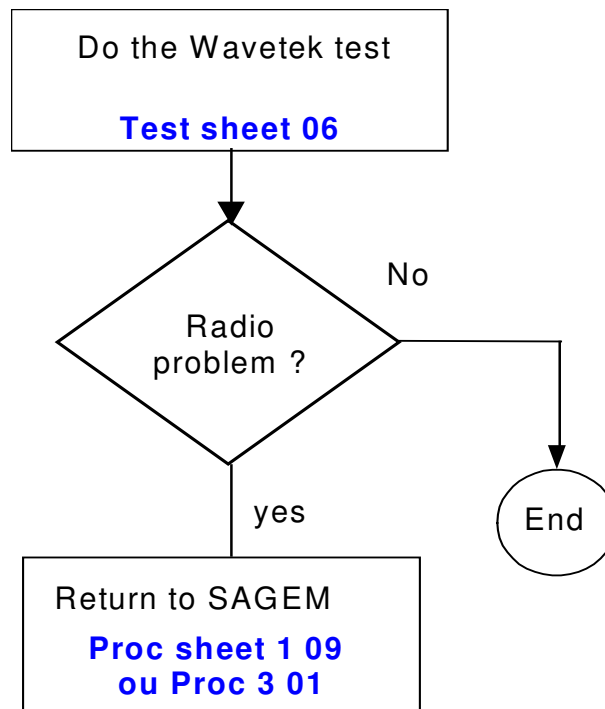 Do the Wavetek test
Test sheet 06
No
Radio
problem ?
yes
End
Return to SAGEM
Proc sheet 1 09
ou Proc 3 01